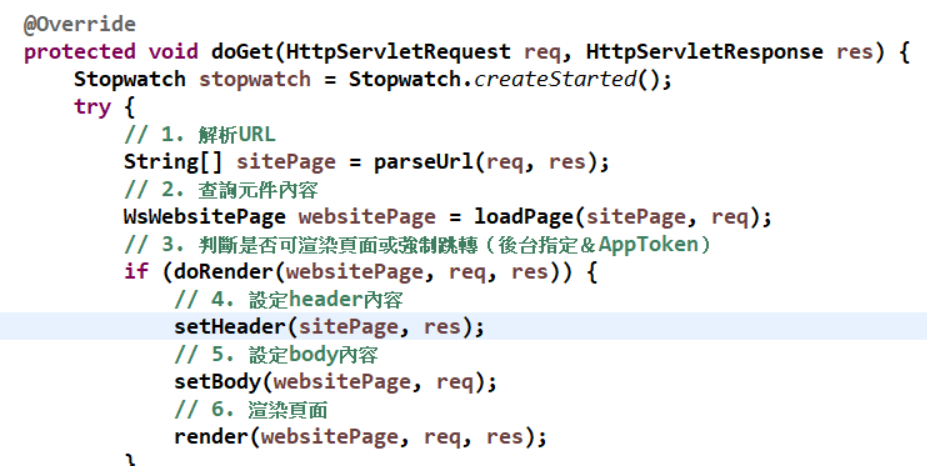 @Override
protected void doGet(HttpServletRequest req, HttpServletResponse res) {
    Stopwatch stopwatch = Stopwatch.createStarted();
    try {
        // 1. 解析URL
        String[] sitePage = parseUrl(req, res);
        // 2. 查詢元件內容
        WsWebsitePage websitePage = loadPage(sitePage, req);
        // 3. 判斷是否可渲染頁面或強制跳轉（後台指定＆AppToken）
        if (doRender(websitePage, req, res)) {
            // 4. 設定header內容
            setHeader(sitePage, res);
            // 5. 設定body內容
            setBody(websitePage, req);
            // 6. 渲染頁面
            render(websitePage, req, res);
        }